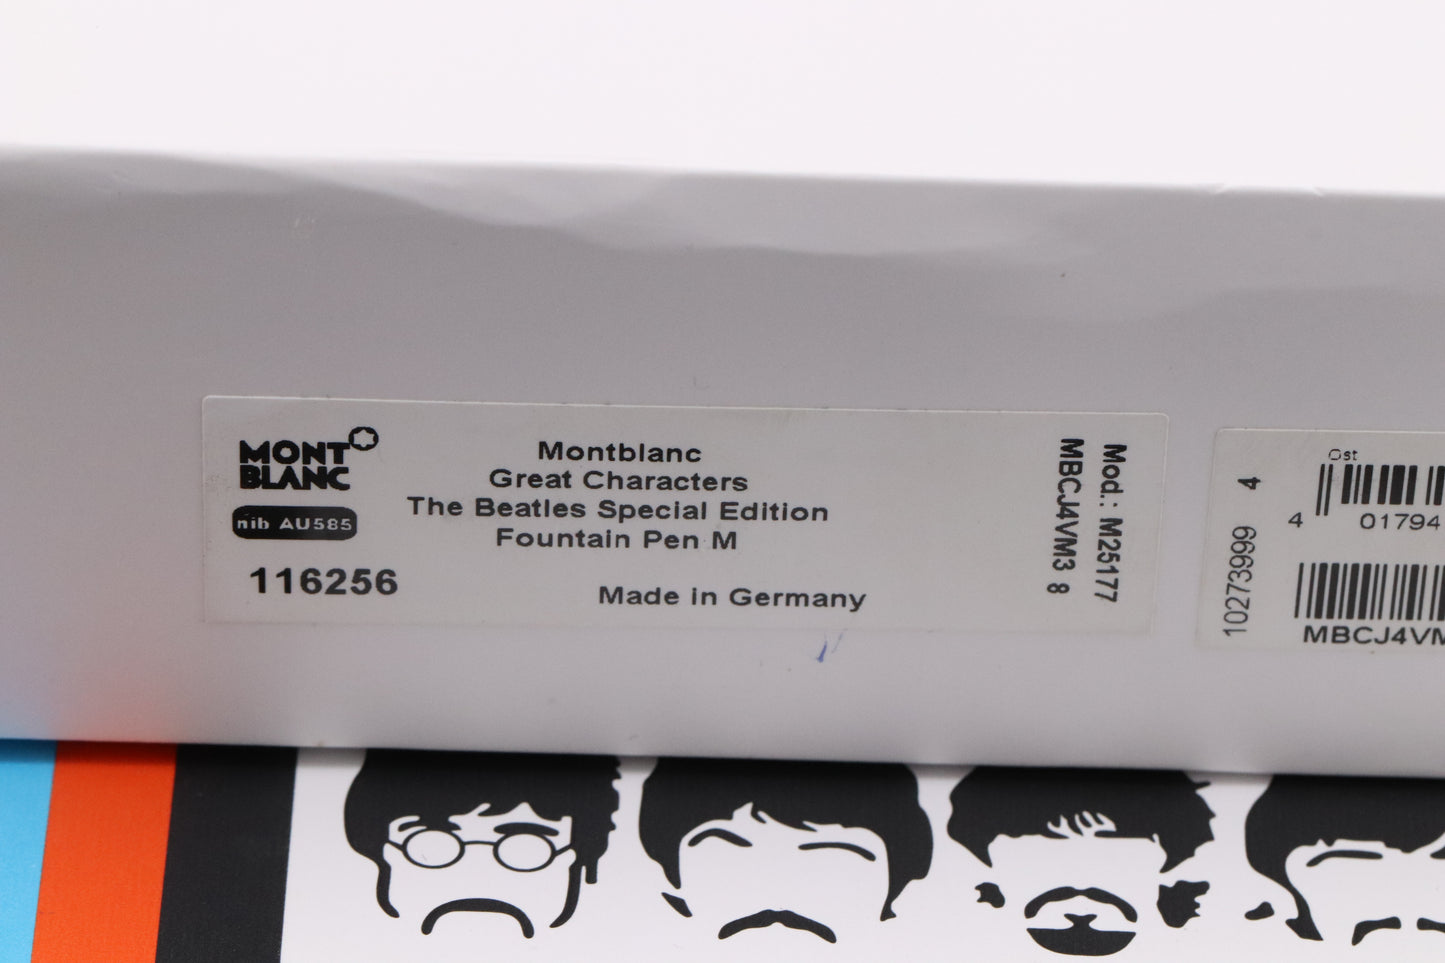 MONT
BLANC
nib AU585
116256
Montblanc
Great Characters
The Beatles Special Edition
Fountain Pen M
Made in Germany
MBCJ4VM3 8
Mod.: M25177
10273999 4
Ost
4 01794
MBCJ4VM